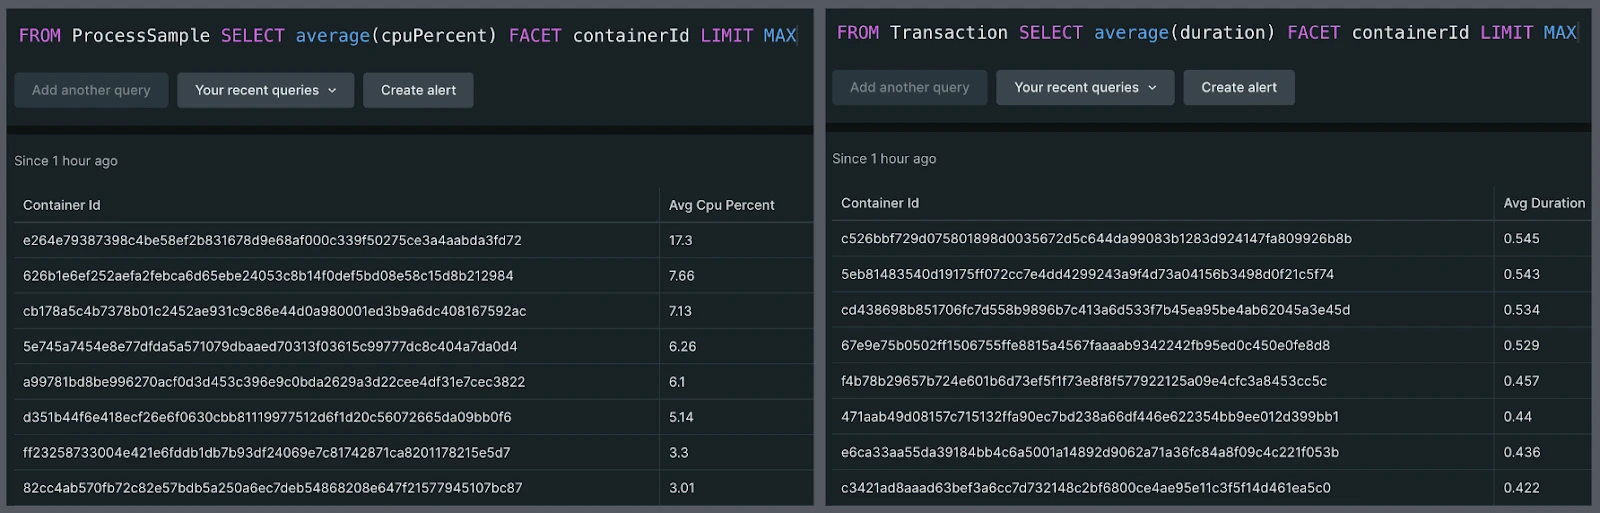 FROM ProcessSample SELECT average(cpuPercent) FACET containerId LIMIT MAX
Add another query Your recent queries Create alert
Since 1 hour ago
Container Id Avg Cpu Percent
e264e79387398c4be58ef2b831678d9e68af000c339f50275ce3a4aabda3fd72 17.3
626b1e6ef252aefa2febca6d65ebe24053c8b14f0def5bd08e58c15d8b212984 7.66
cb178a5c4b7378b01c2452ae931c9c86e44d0a980001ed3b9a6dc408167592ac 7.13
5e745a7454e8e77dfda5a571079dbaaed70313f03615c99777dc8c404a7da0d4 6.26
a99781bd8be996270acf0d3d453c396e9c0bda2629a3d22cee4df31e7cec3822 6.1
d351b44f6e418ecf26e6f0630cbb81119977512d6f1d20c56072665da09bb0f6 5.14
ff23258733004e421e6fddb1db7b93df24069e7c81742871ca8201178215e5d7 3.3
82cc4ab570fb72c82e57bdb5a250a6ec7deb54868208e647f21577945107bc87 3.01
FROM Transaction SELECT average(duration) FACET containerId LIMIT MAX
Add another query Your recent queries Create alert
Since 1 hour ago
Container Id Avg Duration
c526bbf729d075801898d0035672d5c644da99083b1283d924147fa809926b8b 0.545
5eb81483540d19175ff072cc7e4dd4299243a9f4d73a04156b3498d0f21c5f74 0.543
cd438698b851706fc7d558b9896b7c413a6d533f7b45ea95be4ab62045a3e45d 0.534
67e9e75b0502ff1506755ffe8815a4567faaaab9342242fb95ed0c450e0fe8d8 0.529
f4b78b29657b724e601b6d73ef5f1f73e8f8f577922125a09e4cfc3a8453cc5c 0.457
471aab49d08157c715132ffa90ec7bd238a66df446e622354bb9ee012d399bb1 0.44
e6ca33aa55da39184bb4c6a5001a14892d9062a71a36fc84a8f09c4c221f053b 0.436
c3421ad8aaad63bef3a6cc7d732148c2bf6800ce4ae95e11c3f5f14d461ea5c0 0.422